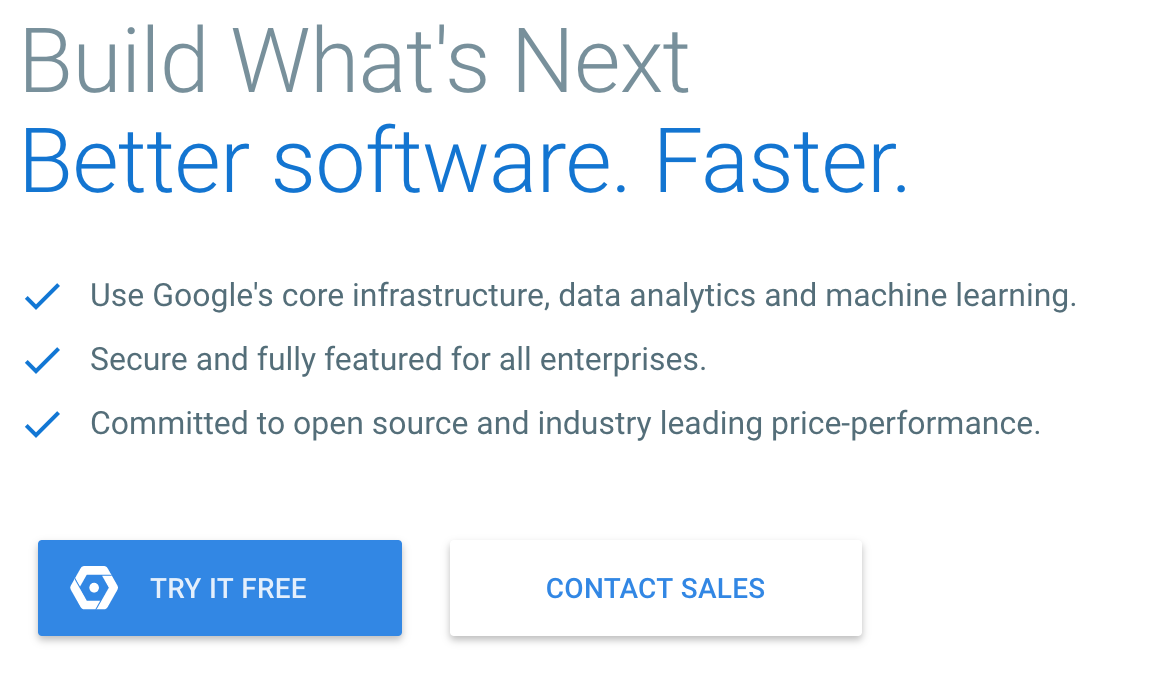 Build What's Next
Better software. Faster.
Use Google's core infrastructure, data analytics and machine learning.
Secure and fully featured for all enterprises.
Committed to open source and industry leading price-performance.
TRY IT FREE
CONTACT SALES